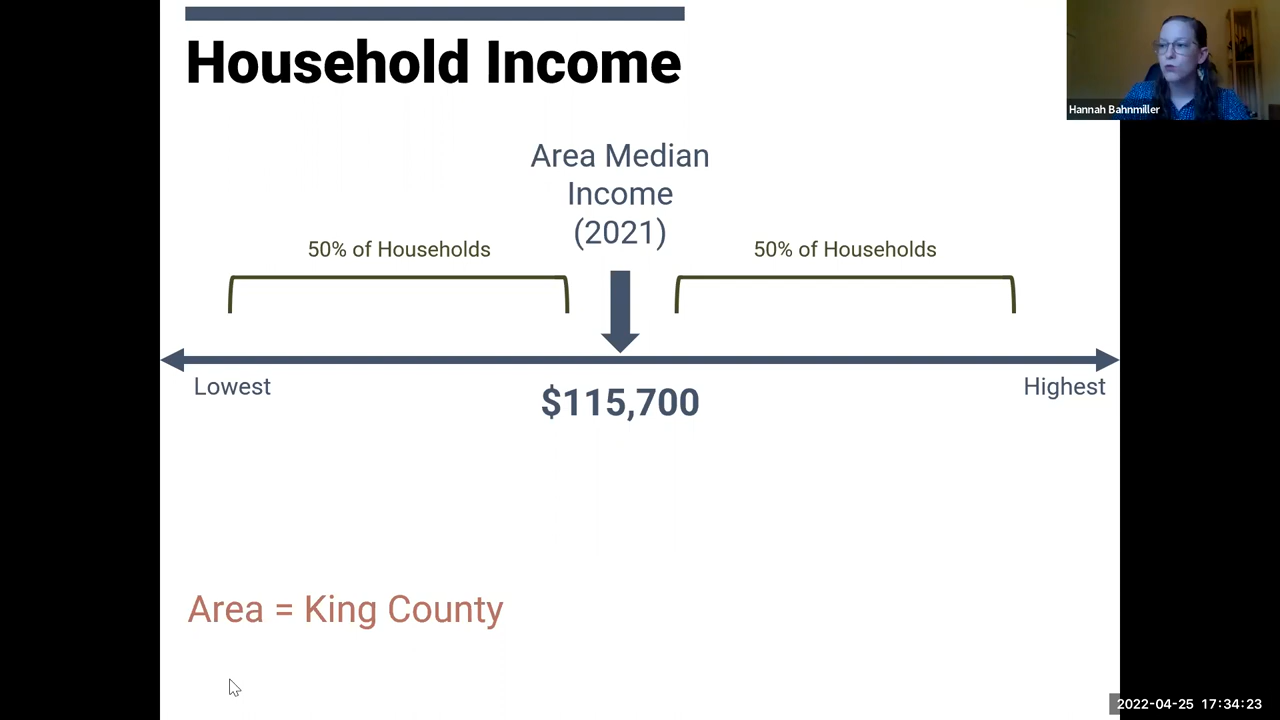 Household Income
Hannah Bahnmiller
Area Median
Income
(2021)
50% of Households
50% of Households
Lowest
$115,700
Highest
Area = King County
2022-04-25 17:34:23